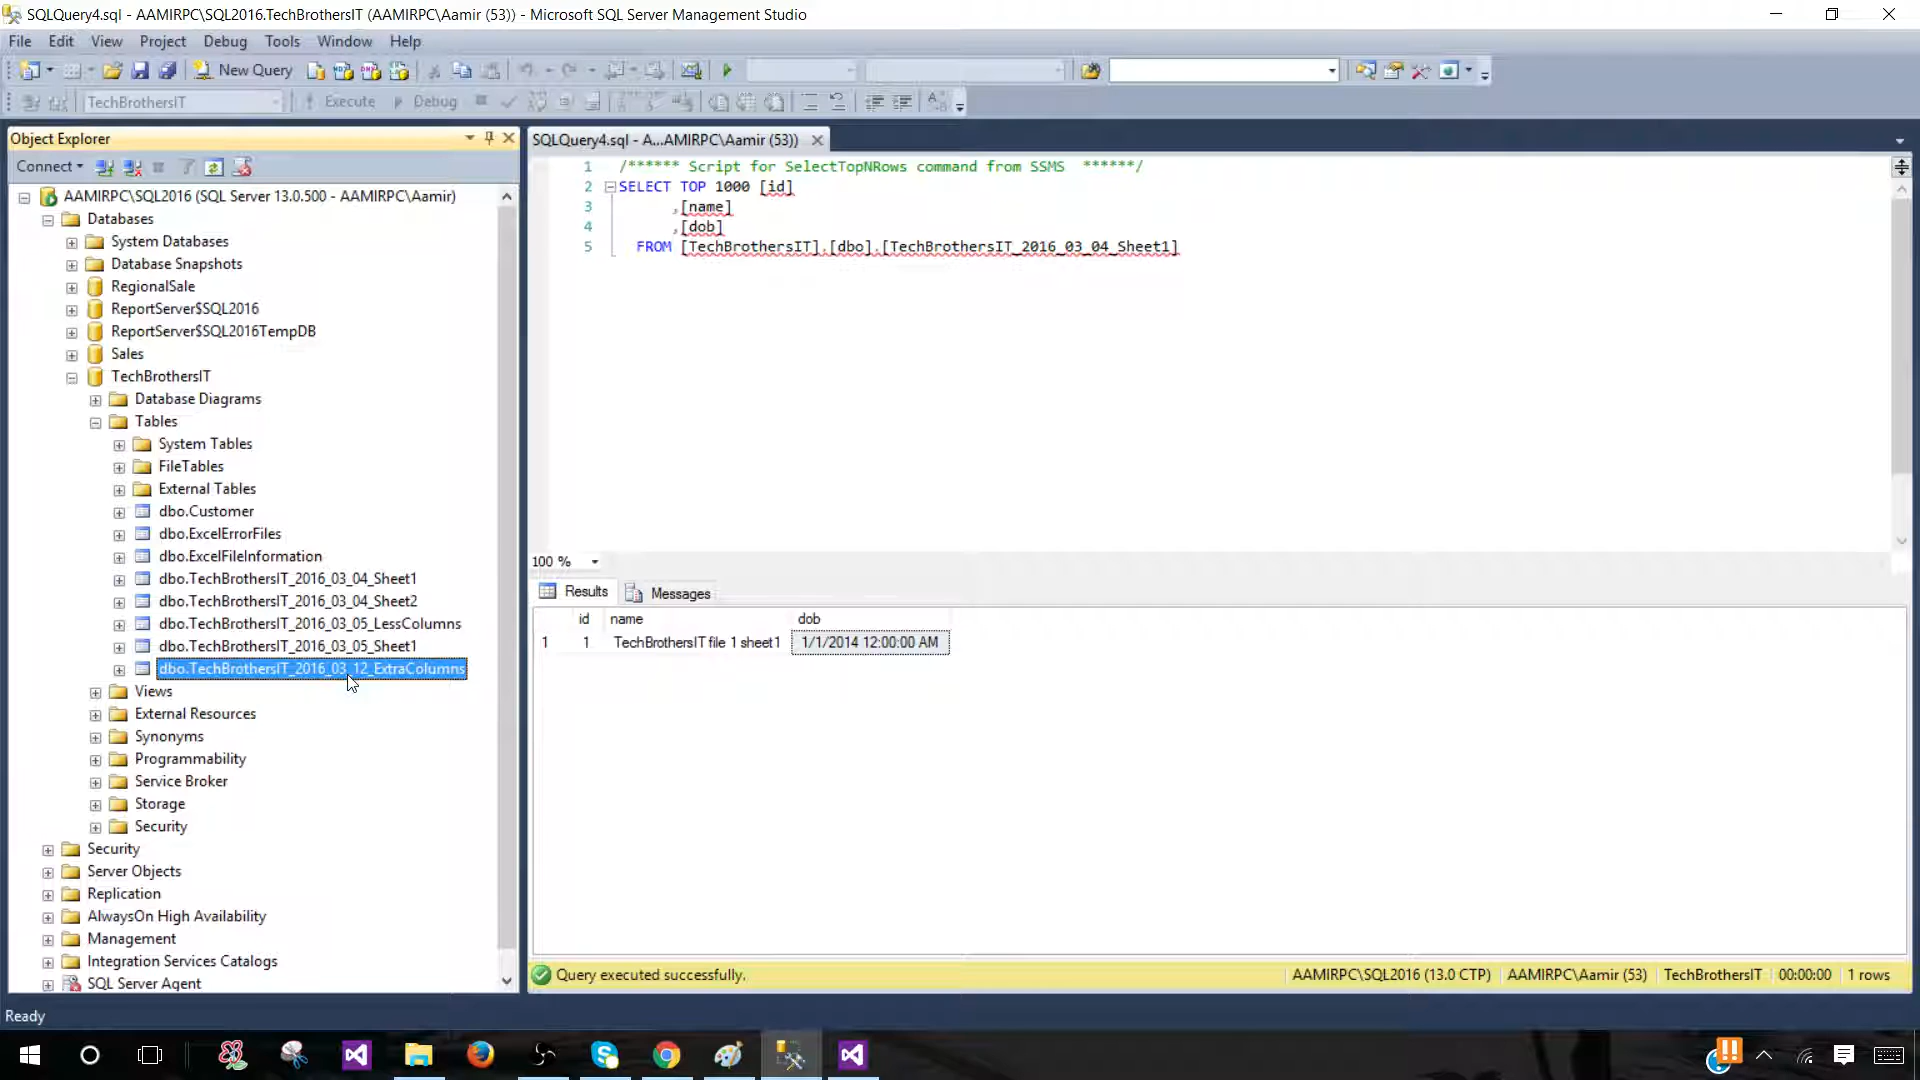 SQLQuery4.sql - AAMIRPC\SQL2016.TechBrothersIT (AAMIRPC\Aamir (53)) - Microsoft SQL Server Management Studio
File Edit View Project Debug Tools Window Help
New Query
TechBrothersIT Execute Debug
Object Explorer
Connect
AAMIRPC\SQL2016 (SQL Server 13.0.500 - AAMIRPC\Aamir)
Databases
System Databases
Database Snapshots
RegionalSale
ReportServer$SQL2016
ReportServer$SQL2016TempDB
Sales
TechBrothersIT
Database Diagrams
Tables
System Tables
FileTables
External Tables
dbo.Customer
dbo.ExcelErrorFiles
dbo.ExcelFileInformation
dbo.TechBrothersIT_2016_03_04_Sheet1
dbo.TechBrothersIT_2016_03_04_Sheet2
dbo.TechBrothersIT_2016_03_05_LessColumns
dbo.TechBrothersIT_2016_03_05_Sheet1
dbo.TechBrothersIT_2016_03_12_ExtraColumns
Views
External Resources
Synonyms
Programmability
Service Broker
Storage
Security
Security
Server Objects
Replication
AlwaysOn High Availability
Management
Integration Services Catalogs
SQL Server Agent
SQLQuery4.sql - A...AMIRPC\Aamir (53))
1 /****** Script for SelectTopNRows command from SSMS ******/
2 SELECT TOP 1000 [id]
3 ,[name]
4 ,[dob]
5 FROM [TechBrothersIT].[dbo].[TechBrothersIT_2016_03_04_Sheet1]
100 %
Results Messages
id name dob
1 1 TechBrothersIT file 1 sheet1 1/1/2014 12:00:00 AM
Query executed successfully. AAMIRPC\SQL2016 (13.0 CTP) AAMIRPC\Aamir (53) TechBrothersIT 00:00:00 1 rows
Ready